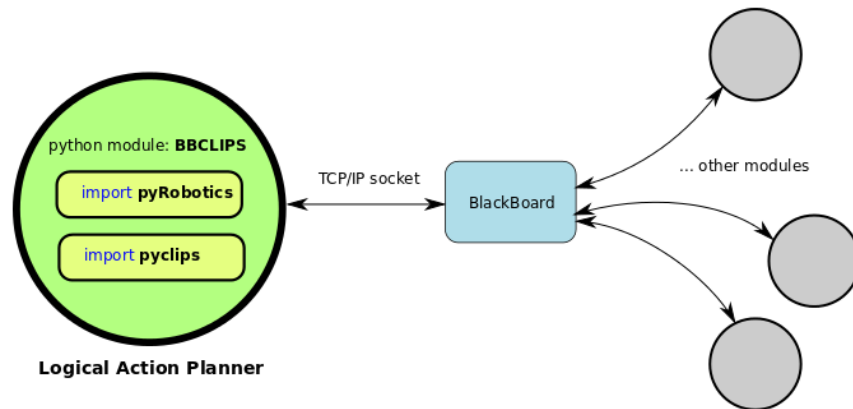 python module: BBCLIPS
import pyRobotics
import pyclips
Logical Action Planner
TCP/IP socket
BlackBoard
... other modules